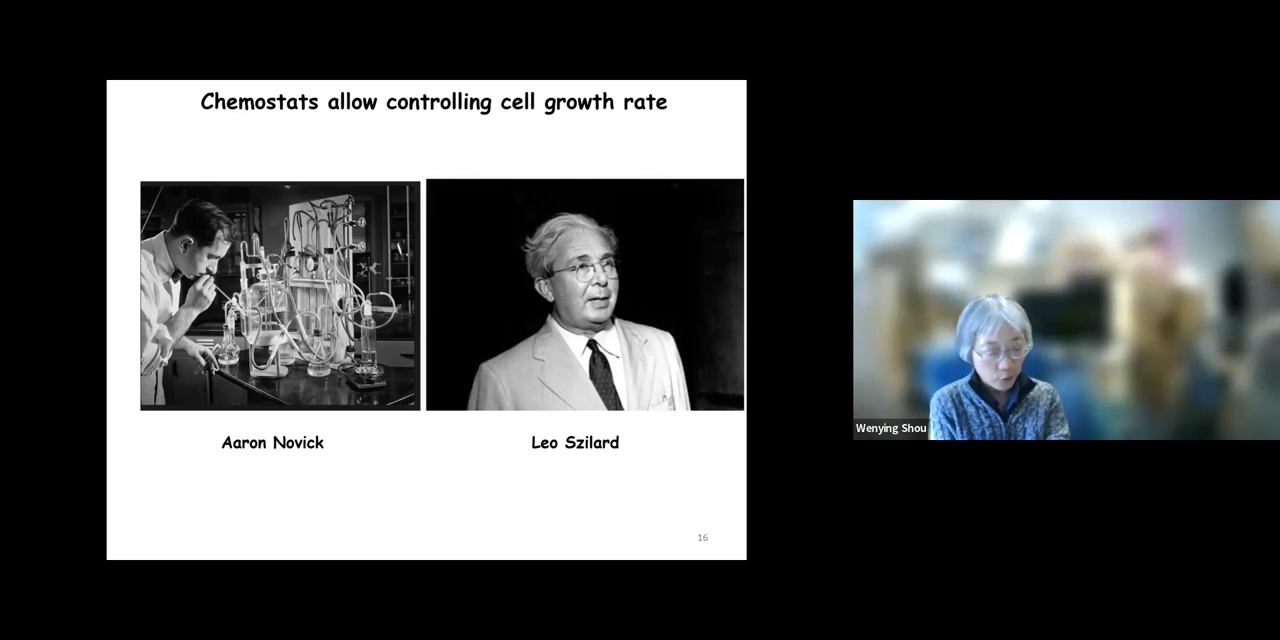 Chemostats allow controlling cell growth rate
Aaron Novick
Leo Szilard
16
Wenying Shou